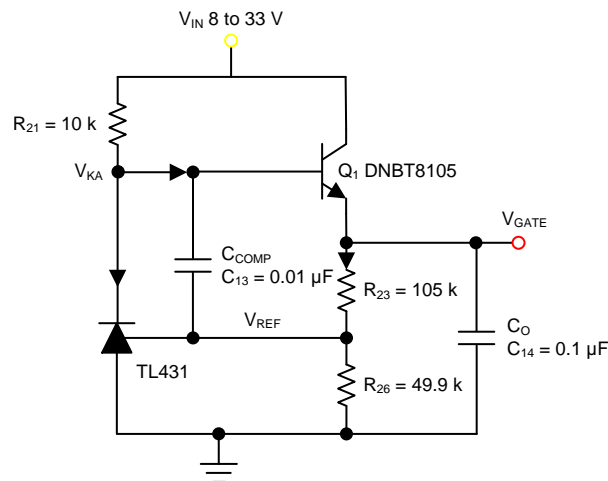 V_IN 8 to 33 V
R_21 = 10 k
V_KA
Q_1 DNBT8105
V_GATE
C_COMP
C_13 = 0.01 µF
R_23 = 105 k
V_REF
C_O
C_14 = 0.1 µF
TL431
R_26 = 49.9 k